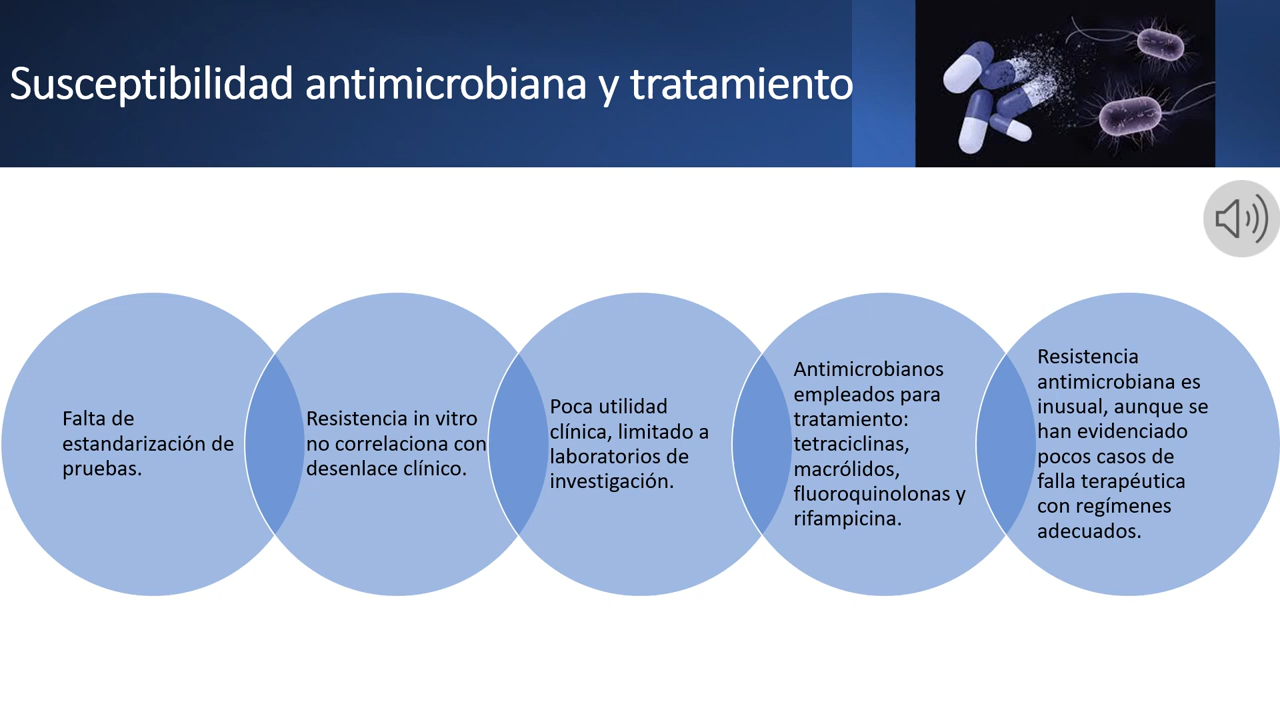 Susceptibilidad antimicrobiana y tratamiento
Falta de
estandarización de
pruebas.
Resistencia in vitro
no correlaciona con
desenlace clínico.
Poca utilidad
clínica, limitado a
laboratorios de
investigación.
Antimicrobianos
empleados para
tratamiento:
tetraciclinas,
macrólidos,
fluoroquinolonas y
rifampicina.
Resistencia
antimicrobiana es
inusual, aunque se
han evidenciado
pocos casos de
falla terapéutica
con regímenes
adecuados.